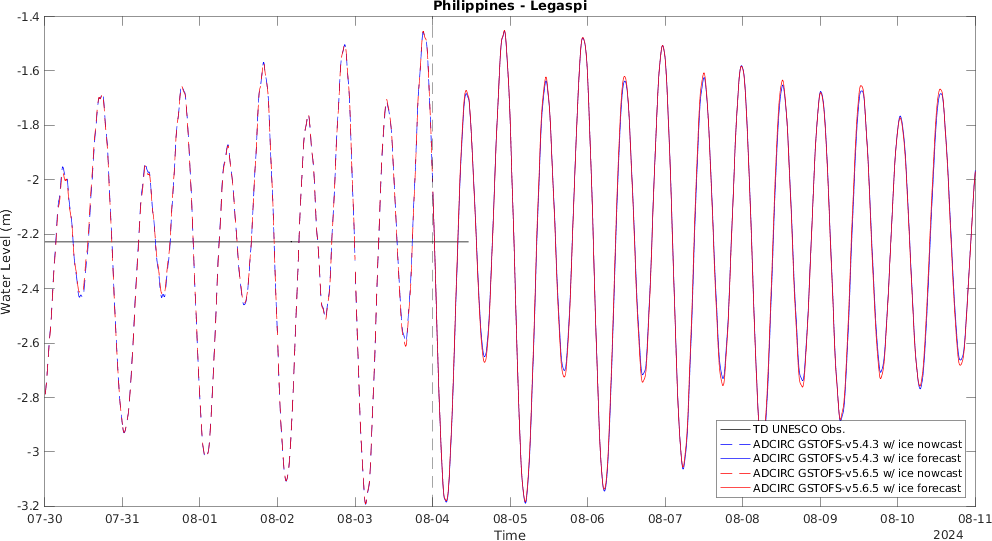 Philippines - Legaspi
-1.4
-1.6
-1.8
-2
-2.2
-2.4
-2.6
-2.8
-3
-3.2
Water Level (m)
TD UNESCO Obs.
ADCIRC GSTOFS-v5.4.3 w/ ice nowcast
ADCIRC GSTOFS-v5.4.3 w/ ice forecast
ADCIRC GSTOFS-v5.6.5 w/ ice nowcast
ADCIRC GSTOFS-v5.6.5 w/ ice forecast
07-30 07-31 08-01 08-02 08-03 08-04 08-05 08-06 08-07 08-08 08-09 08-10 08-11
Time
2024